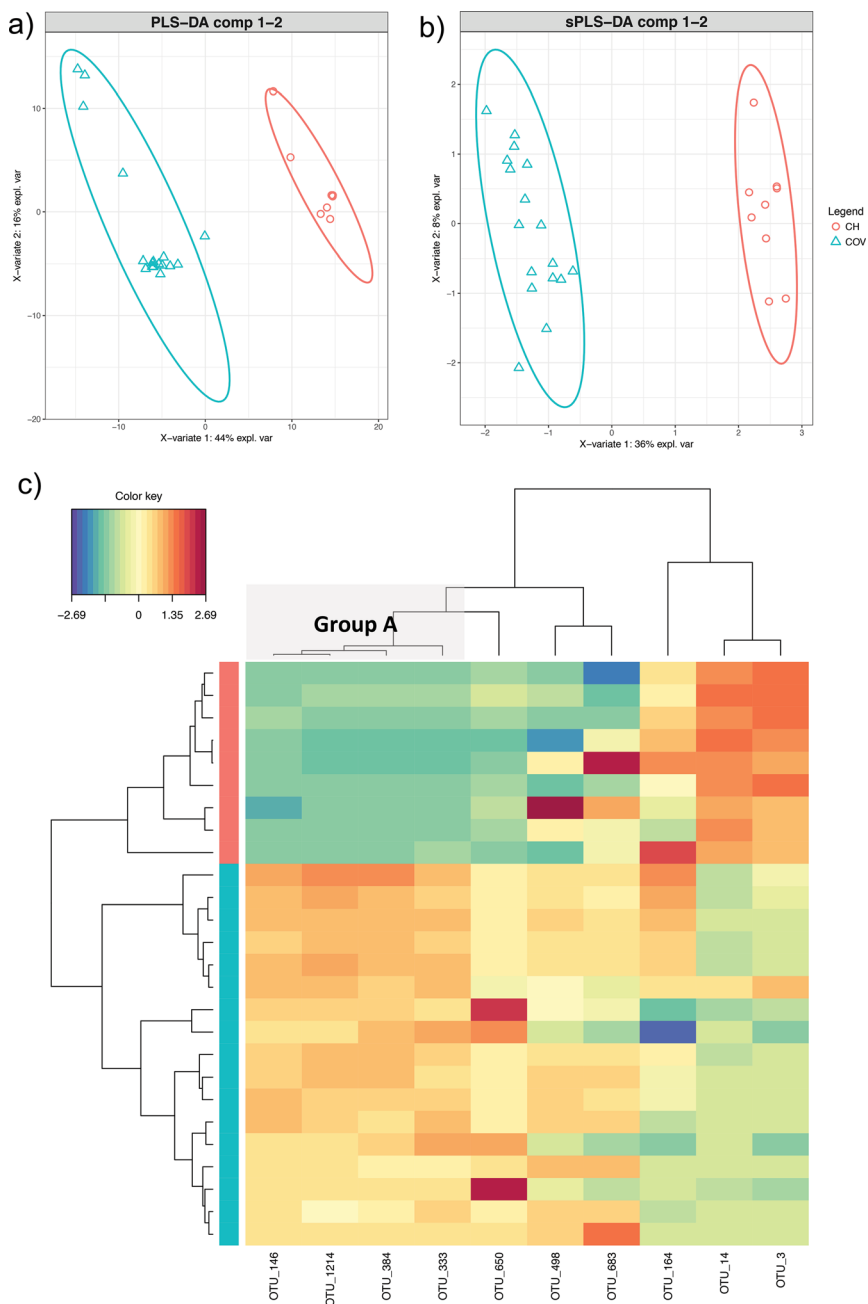 a)
PLS−DA comp 1−2
10
0
−10
−20
X−variate 2: 16% expl. var
−10
0
10
20
X−variate 1: 44% expl. var
b)
sPLS−DA comp 1−2
2
1
0
−1
−2
X−variate 2: 8% expl. var
−2
−1
0
1
2
3
X−variate 1: 36% expl. var
Legend
CH
COV
c)
Color key
−2.69
0
1.35
2.69
Group A
OTU_146
OTU_1214
OTU_384
OTU_333
OTU_650
OTU_498
OTU_683
OTU_164
OTU_14
OTU_3